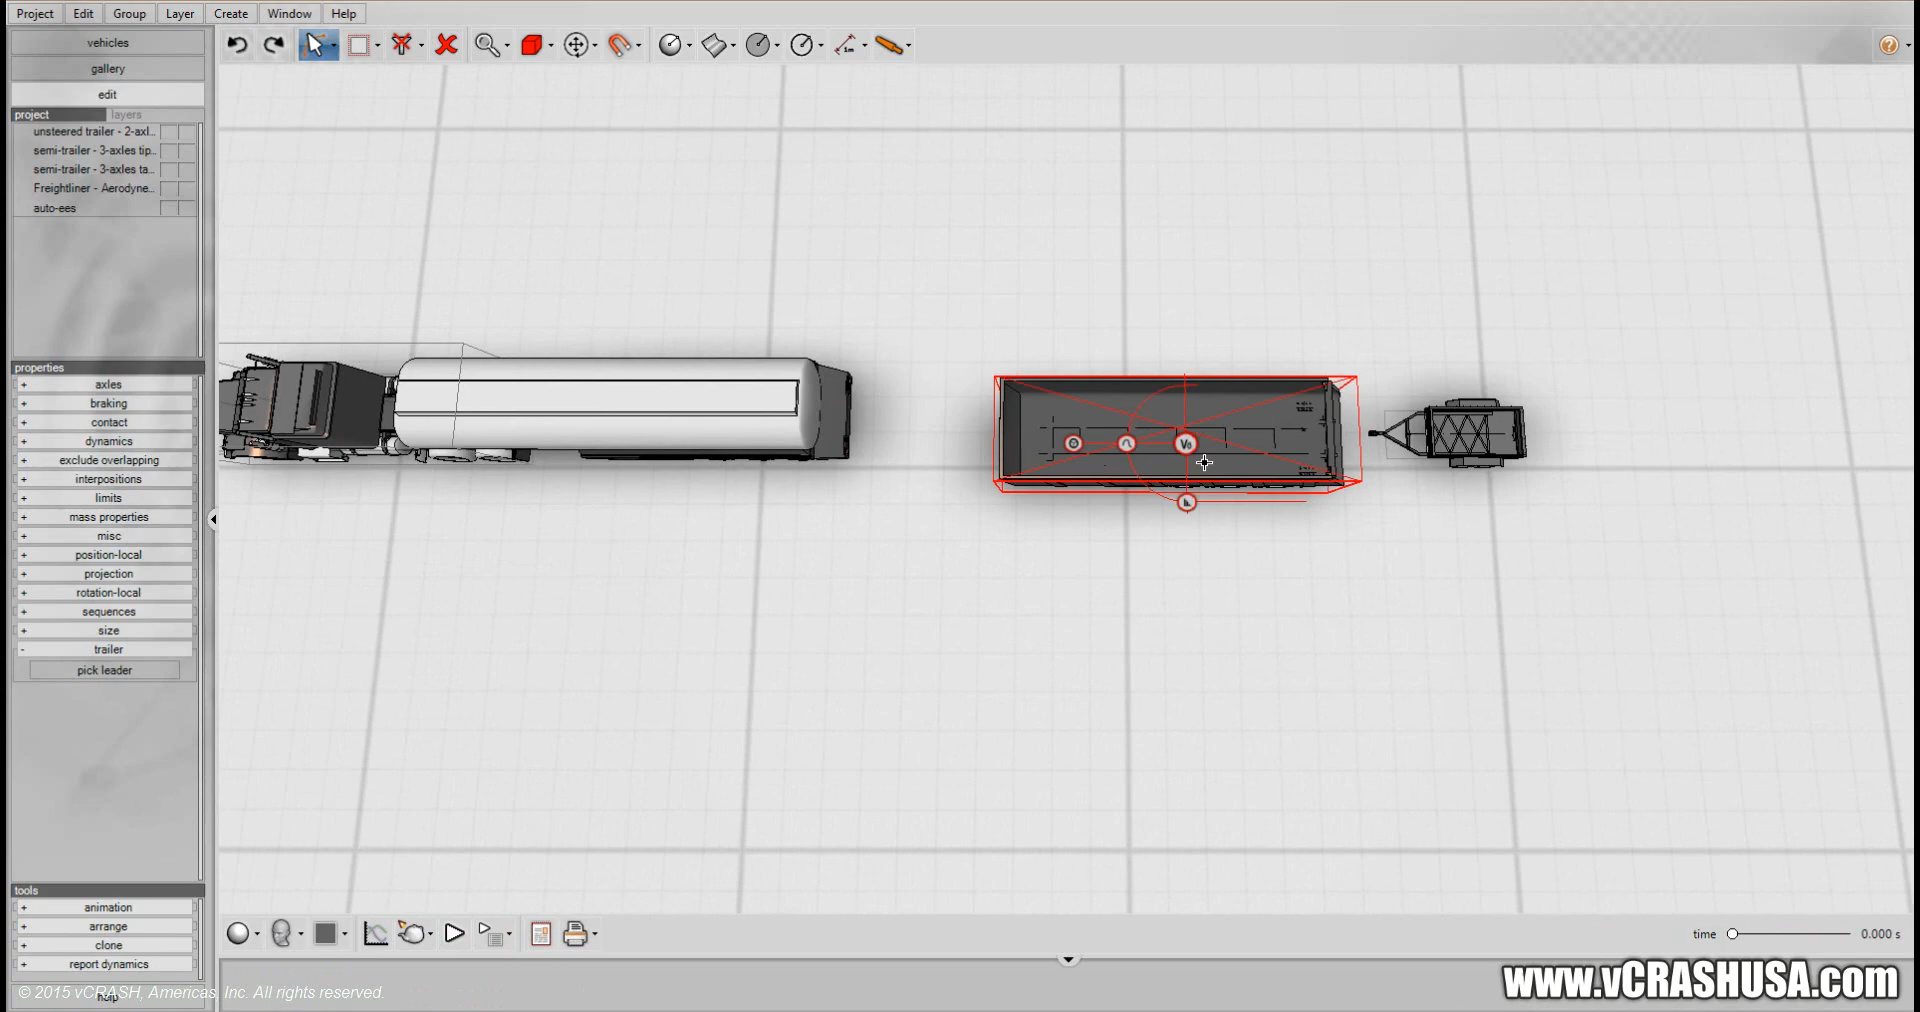 Project Edit Group Layer Create Window Help
vehicles
gallery
edit
project layers
unsteered trailer - 2-axl...
semi-trailer - 3-axles tip...
semi-trailer - 3-axles ta...
Freightliner - Aerodyne...
auto-ees
properties
+ axles
+ braking
+ contact
+ dynamics
+ exclude overlapping
+ interpositions
+ limits
+ mass properties
+ misc
+ position-local
+ projection
+ rotation-local
+ sequences
+ size
- trailer
pick leader
V0
tools
+ animation
+ arrange
+ clone
+ report dynamics
help
time 0.000 s
© 2015 vCRASH, Americas, Inc. All rights reserved.
www.vCRASHUSA.com